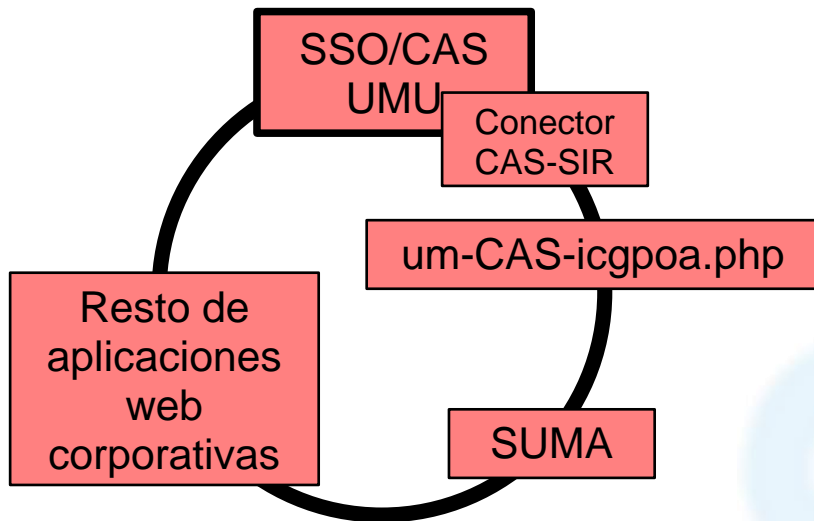 SSO/CAS
UMU
Conector
CAS-SIR
um-CAS-icgpoa.php
Resto de
aplicaciones
web
corporativas
SUMA